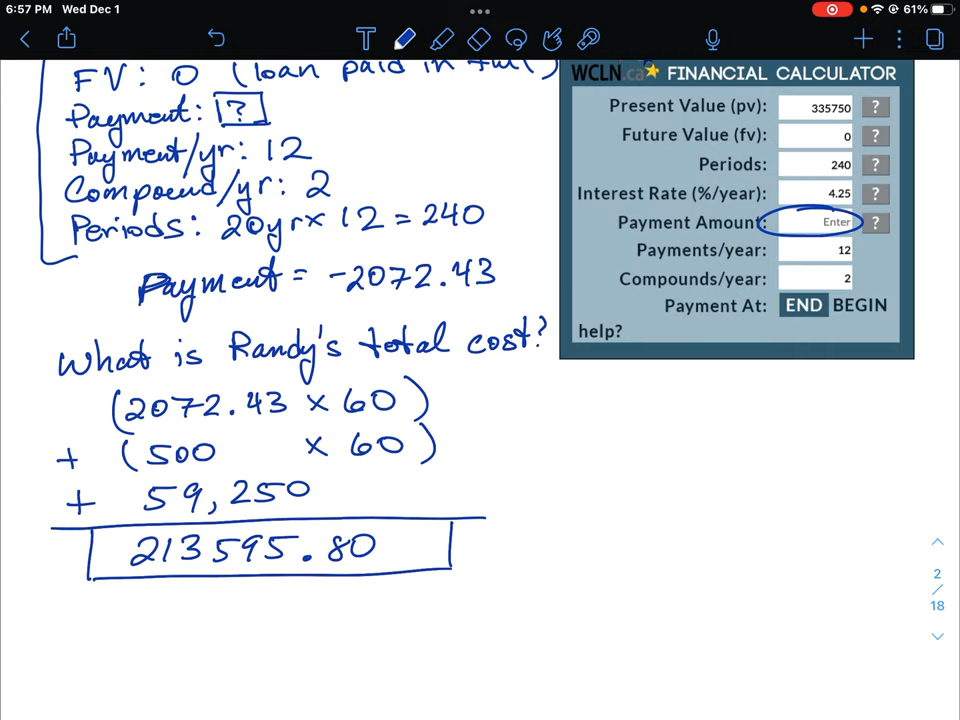 6:57 PM Wed Dec 1
61%
T
FV: 0 (loan paid in full)
Payment: ?
Payment/yr: 12
Compound/yr: 2
Periods: 20yr x 12 = 240
Payment = -2072.43
What is Randy's total cost?
(2072.43 x 60)
+ (500 x 60)
+ 59,250
213595.80
WCLN.ca FINANCIAL CALCULATOR
Present Value (pv): 335750 ?
Future Value (fv): 0 ?
Periods: 240 ?
Interest Rate (%/year): 4.25 ?
Payment Amount: Enter ?
Payments/year: 12
Compounds/year: 2
Payment At: END BEGIN
help?
2
/
18